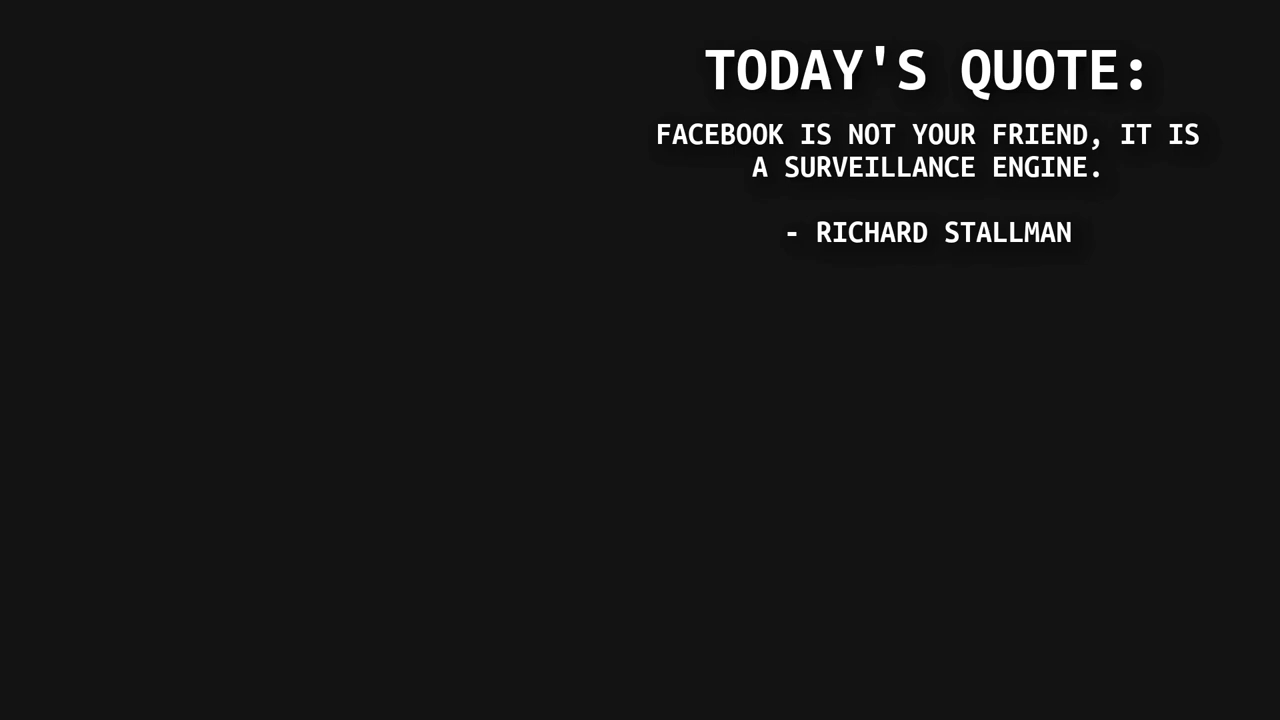 TODAY'S QUOTE:
FACEBOOK IS NOT YOUR FRIEND, IT IS
A SURVEILLANCE ENGINE.
- RICHARD STALLMAN